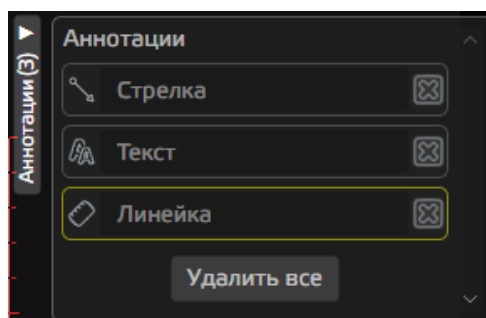 Аннотации (3)
Аннотации
Стрелка
Текст
Линейка
Удалить все